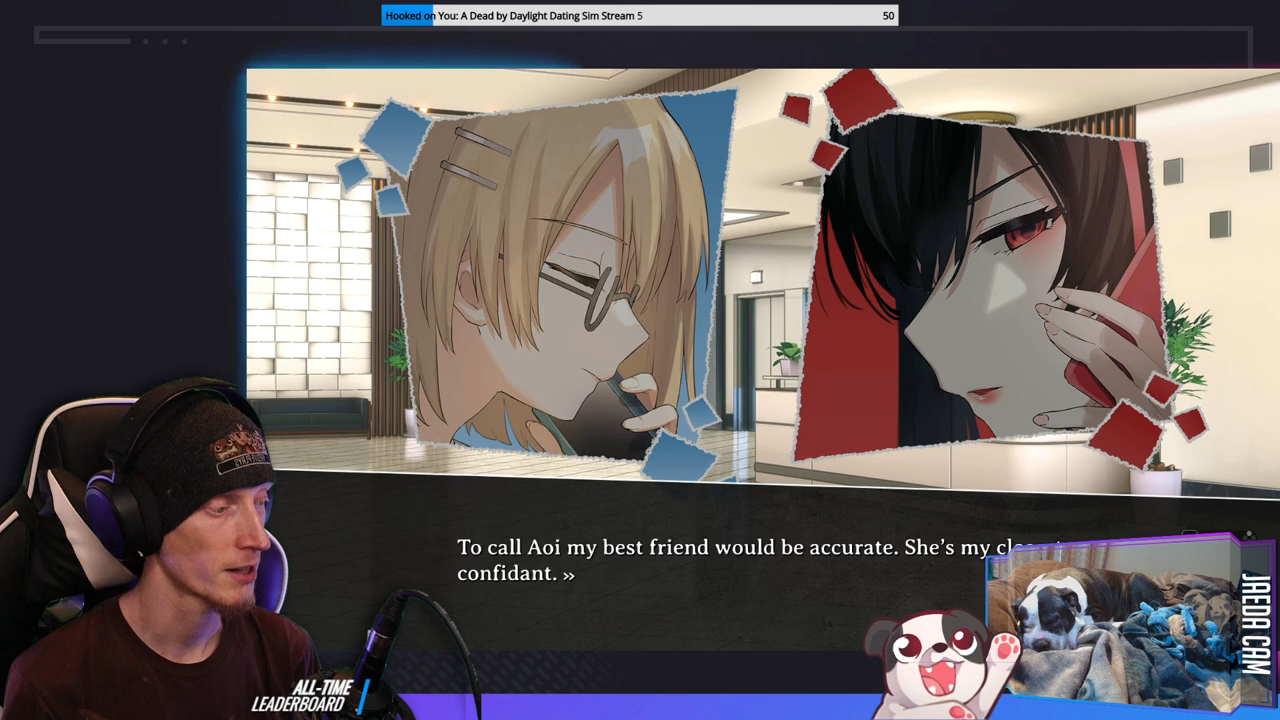 Hooked on You: A Dead by Daylight Dating Sim Stream 5 50
To call Aoi my best friend would be accurate. She's my
confidant. »
JAEDA CAM
ALL-TIME
LEADERBOARD